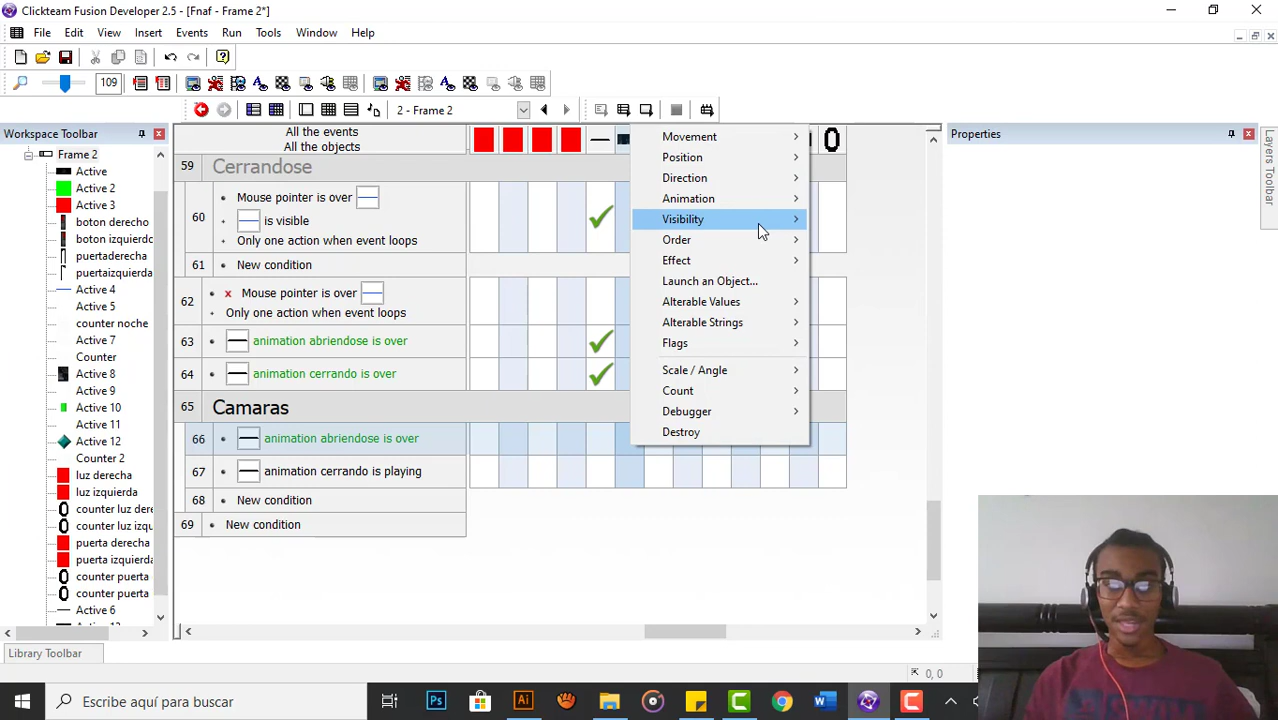 Clickteam Fusion Developer 2.5 - [Fnaf - Frame 2*]
File Edit View Insert Events Run Tools Window Help
109
2 - Frame 2
Workspace Toolbar
Frame 2
Active
Active 2
Active 3
boton derecho
boton izquierdo
puertaderecha
puertaizquierda
Active 4
Active 5
counter noche
Active 7
Counter
Active 8
Active 9
Active 10
Active 11
Active 12
Counter 2
luz derecha
luz izquierda
counter luz dere
counter luz izqu
puerta derecha
puerta izquierda
counter puerta
counter puerta
Active 6
Library Toolbar
All the events
All the objects
59 Cerrandose
60
Mouse pointer is over
is visible
Only one action when event loops
61 New condition
62
x Mouse pointer is over
Only one action when event loops
63 animation abriendose is over
64 animation cerrando is over
65 Camaras
66 animation abriendose is over
67 animation cerrando is playing
68 New condition
69 New condition
Movement
Position
Direction
Animation
Visibility
Order
Effect
Launch an Object...
Alterable Values
Alterable Strings
Flags
Scale / Angle
Count
Debugger
Destroy
Properties
Layers Toolbar
0, 0
Escribe aquí para buscar
Ps
Ai